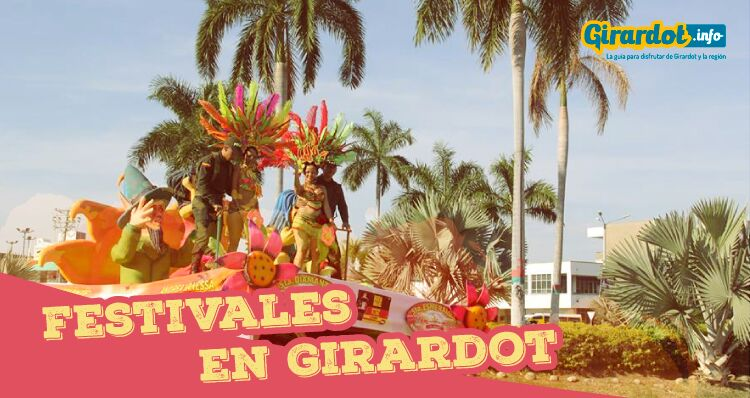 Girardot.info
La guía para disfrutar de Girardot y la región
FESTIVALES
EN GIRARDOT